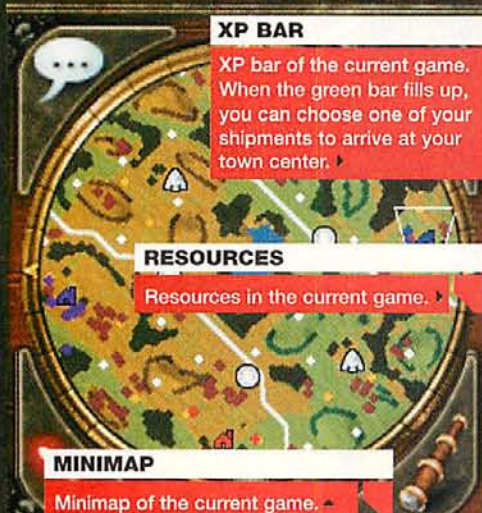 XP BAR
XP bar of the current game.
When the green bar fills up,
you can choose one of your
shipments to arrive at your
town center.
RESOURCES
Resources in the current game.
MINIMAP
Minimap of the current game.